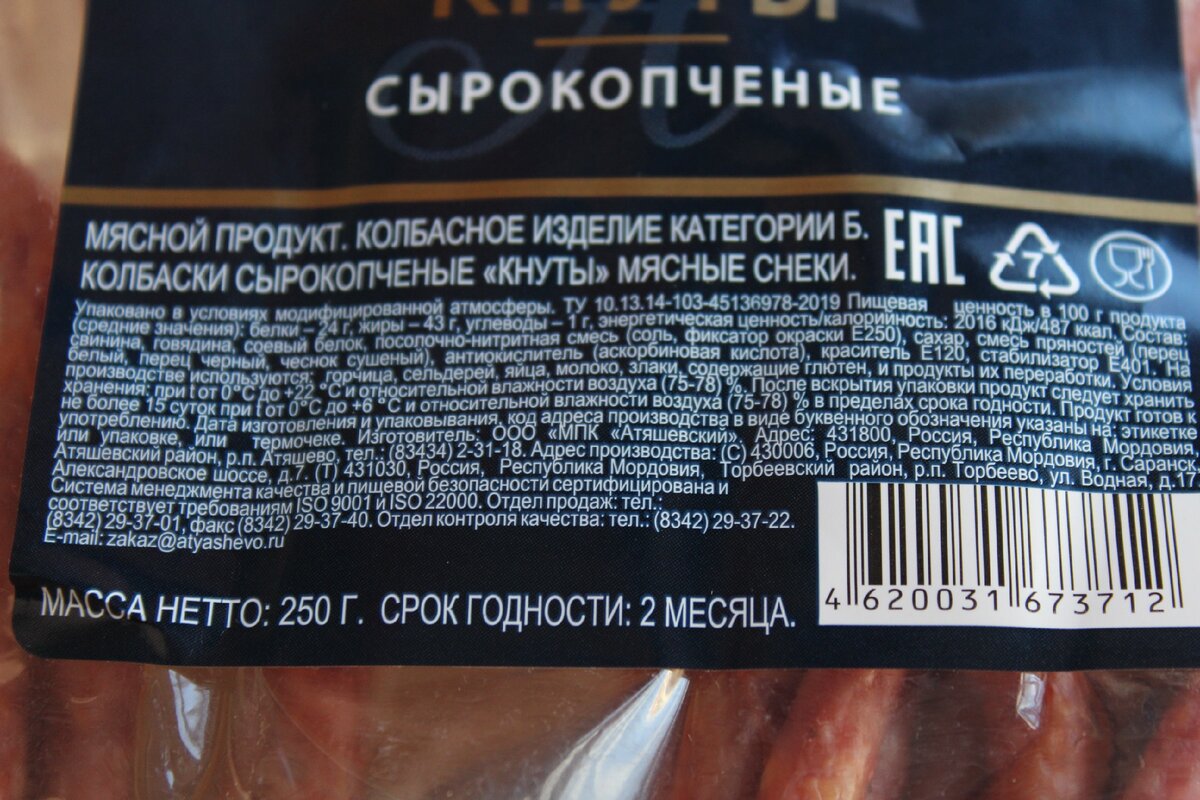 КНУТЫ
СЫРОКОПЧЕНЫЕ
МЯСНОЙ ПРОДУКТ. КОЛБАСНОЕ ИЗДЕЛИЕ КАТЕГОРИИ Б.
КОЛБАСКИ СЫРОКОПЧЕНЫЕ «КНУТЫ» МЯСНЫЕ СНЕКИ.
EAC
7
Упаковано в условиях модифицированной атмосферы. ТУ 10.13.14-103-45136978-2019 Пищевая ценность в 100 г продукта
(средние значения): белки – 24 г, жиры – 43 г, углеводы – 1 г, энергетическая ценность/калорийность: 2016 кДж/487 ккал. Состав:
свинина, говядина, соевый белок, посолочно-нитритная смесь (соль, фиксатор окраски Е250), сахар, смесь пряностей (перец
белый, перец черный, чеснок сушеный), антиокислитель (аскорбиновая кислота), краситель Е120, стабилизатор Е401. На
производстве используются: горчица, сельдерей, яйца, молоко, злаки, содержащие глютен, и продукты их переработки. Условия
хранения: при t от 0°С до +22 °С и относительной влажности воздуха (75-78) %. После вскрытия упаковки продукт следует хранить
не более 15 суток при t от 0°С до +6 °С и относительной влажности воздуха (75-78) % в пределах срока годности. Продукт готов к
употреблению. Дата изготовления и упаковывания, код адреса производства в виде буквенного обозначения указаны на: этикетке
или упаковке, или термочеке. Изготовитель: ООО «МПК «Атяшевский». Адрес: 431800, Россия, Республика Мордовия,
Атяшевский район, р.п. Атяшево, тел.: (83434) 2-31-18. Адрес производства: (С) 430006, Россия, Республика Мордовия, г. Саранск,
Александровское шоссе, д.7. (Т) 431030, Россия, Республика Мордовия, Торбеевский район, р.п. Торбеево, ул. Водная, д.17.
Система менеджмента качества и пищевой безопасности сертифицирована и
соответствует требованиям ISO 9001 и ISO 22000. Отдел продаж: тел.:
(8342) 29-37-01, факс (8342) 29-37-40. Отдел контроля качества: тел.: (8342) 29-37-22.
E-mail: zakaz@atyashevo.ru
МАССА НЕТТО: 250 Г. СРОК ГОДНОСТИ: 2 МЕСЯЦА.
4 620031 673712